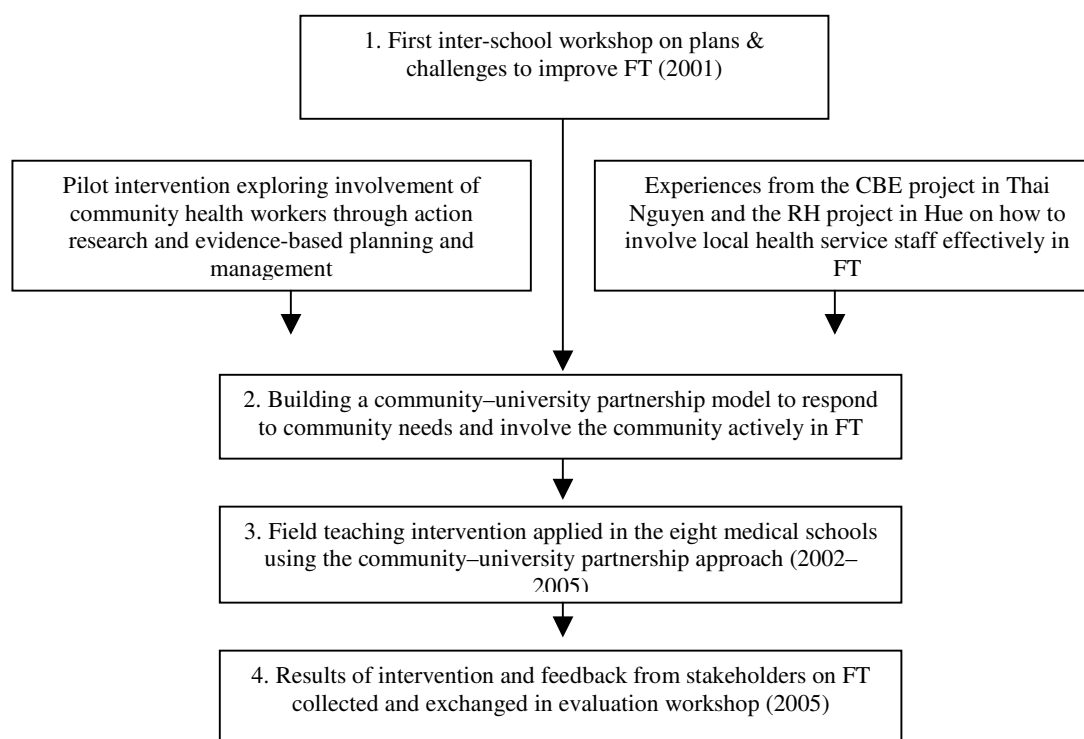 1. First inter-school workshop on plans &
challenges to improve FT (2001)
Pilot intervention exploring involvement of
community health workers through action
research and evidence-based planning and
management
Experiences from the CBE project in Thai
Nguyen and the RH project in Hue on how to
involve local health service staff effectively in
FT
2. Building a community–university partnership model to respond
to community needs and involve the community actively in FT
3. Field teaching intervention applied in the eight medical schools
using the community–university partnership approach (2002–
2005)
4. Results of intervention and feedback from stakeholders on FT
collected and exchanged in evaluation workshop (2005)